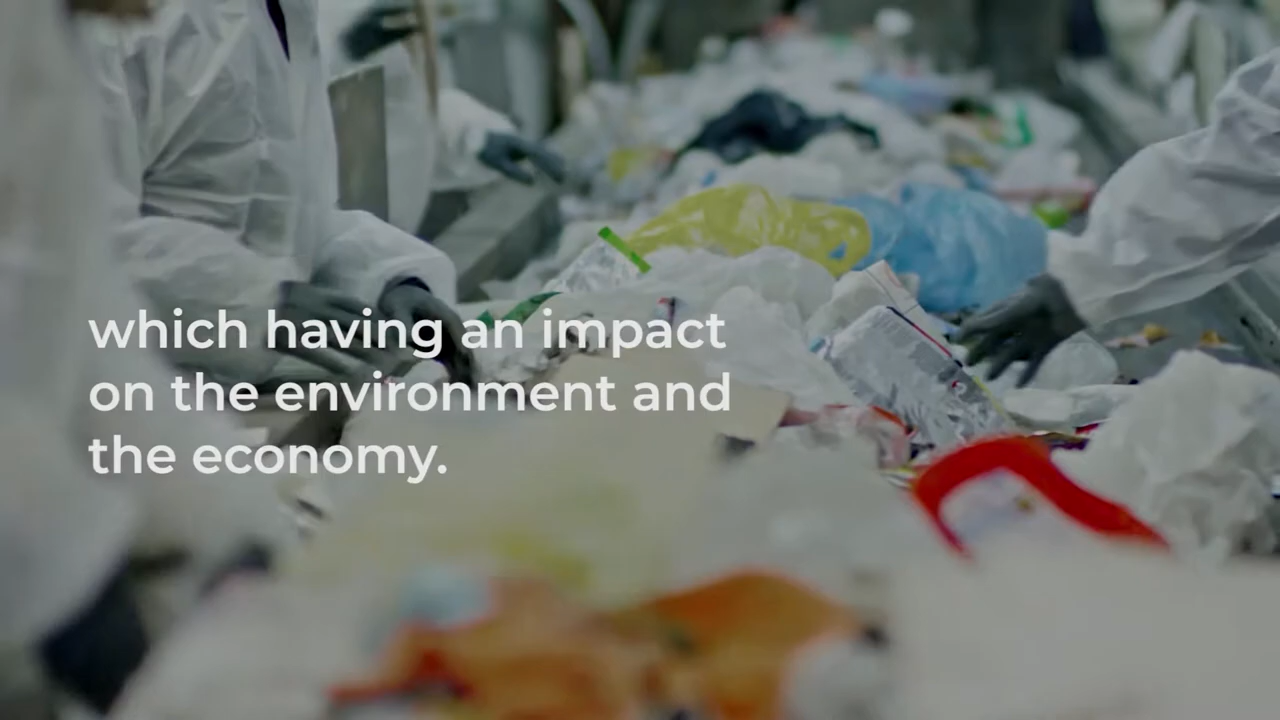 which having an impact
on the environment and
the economy.